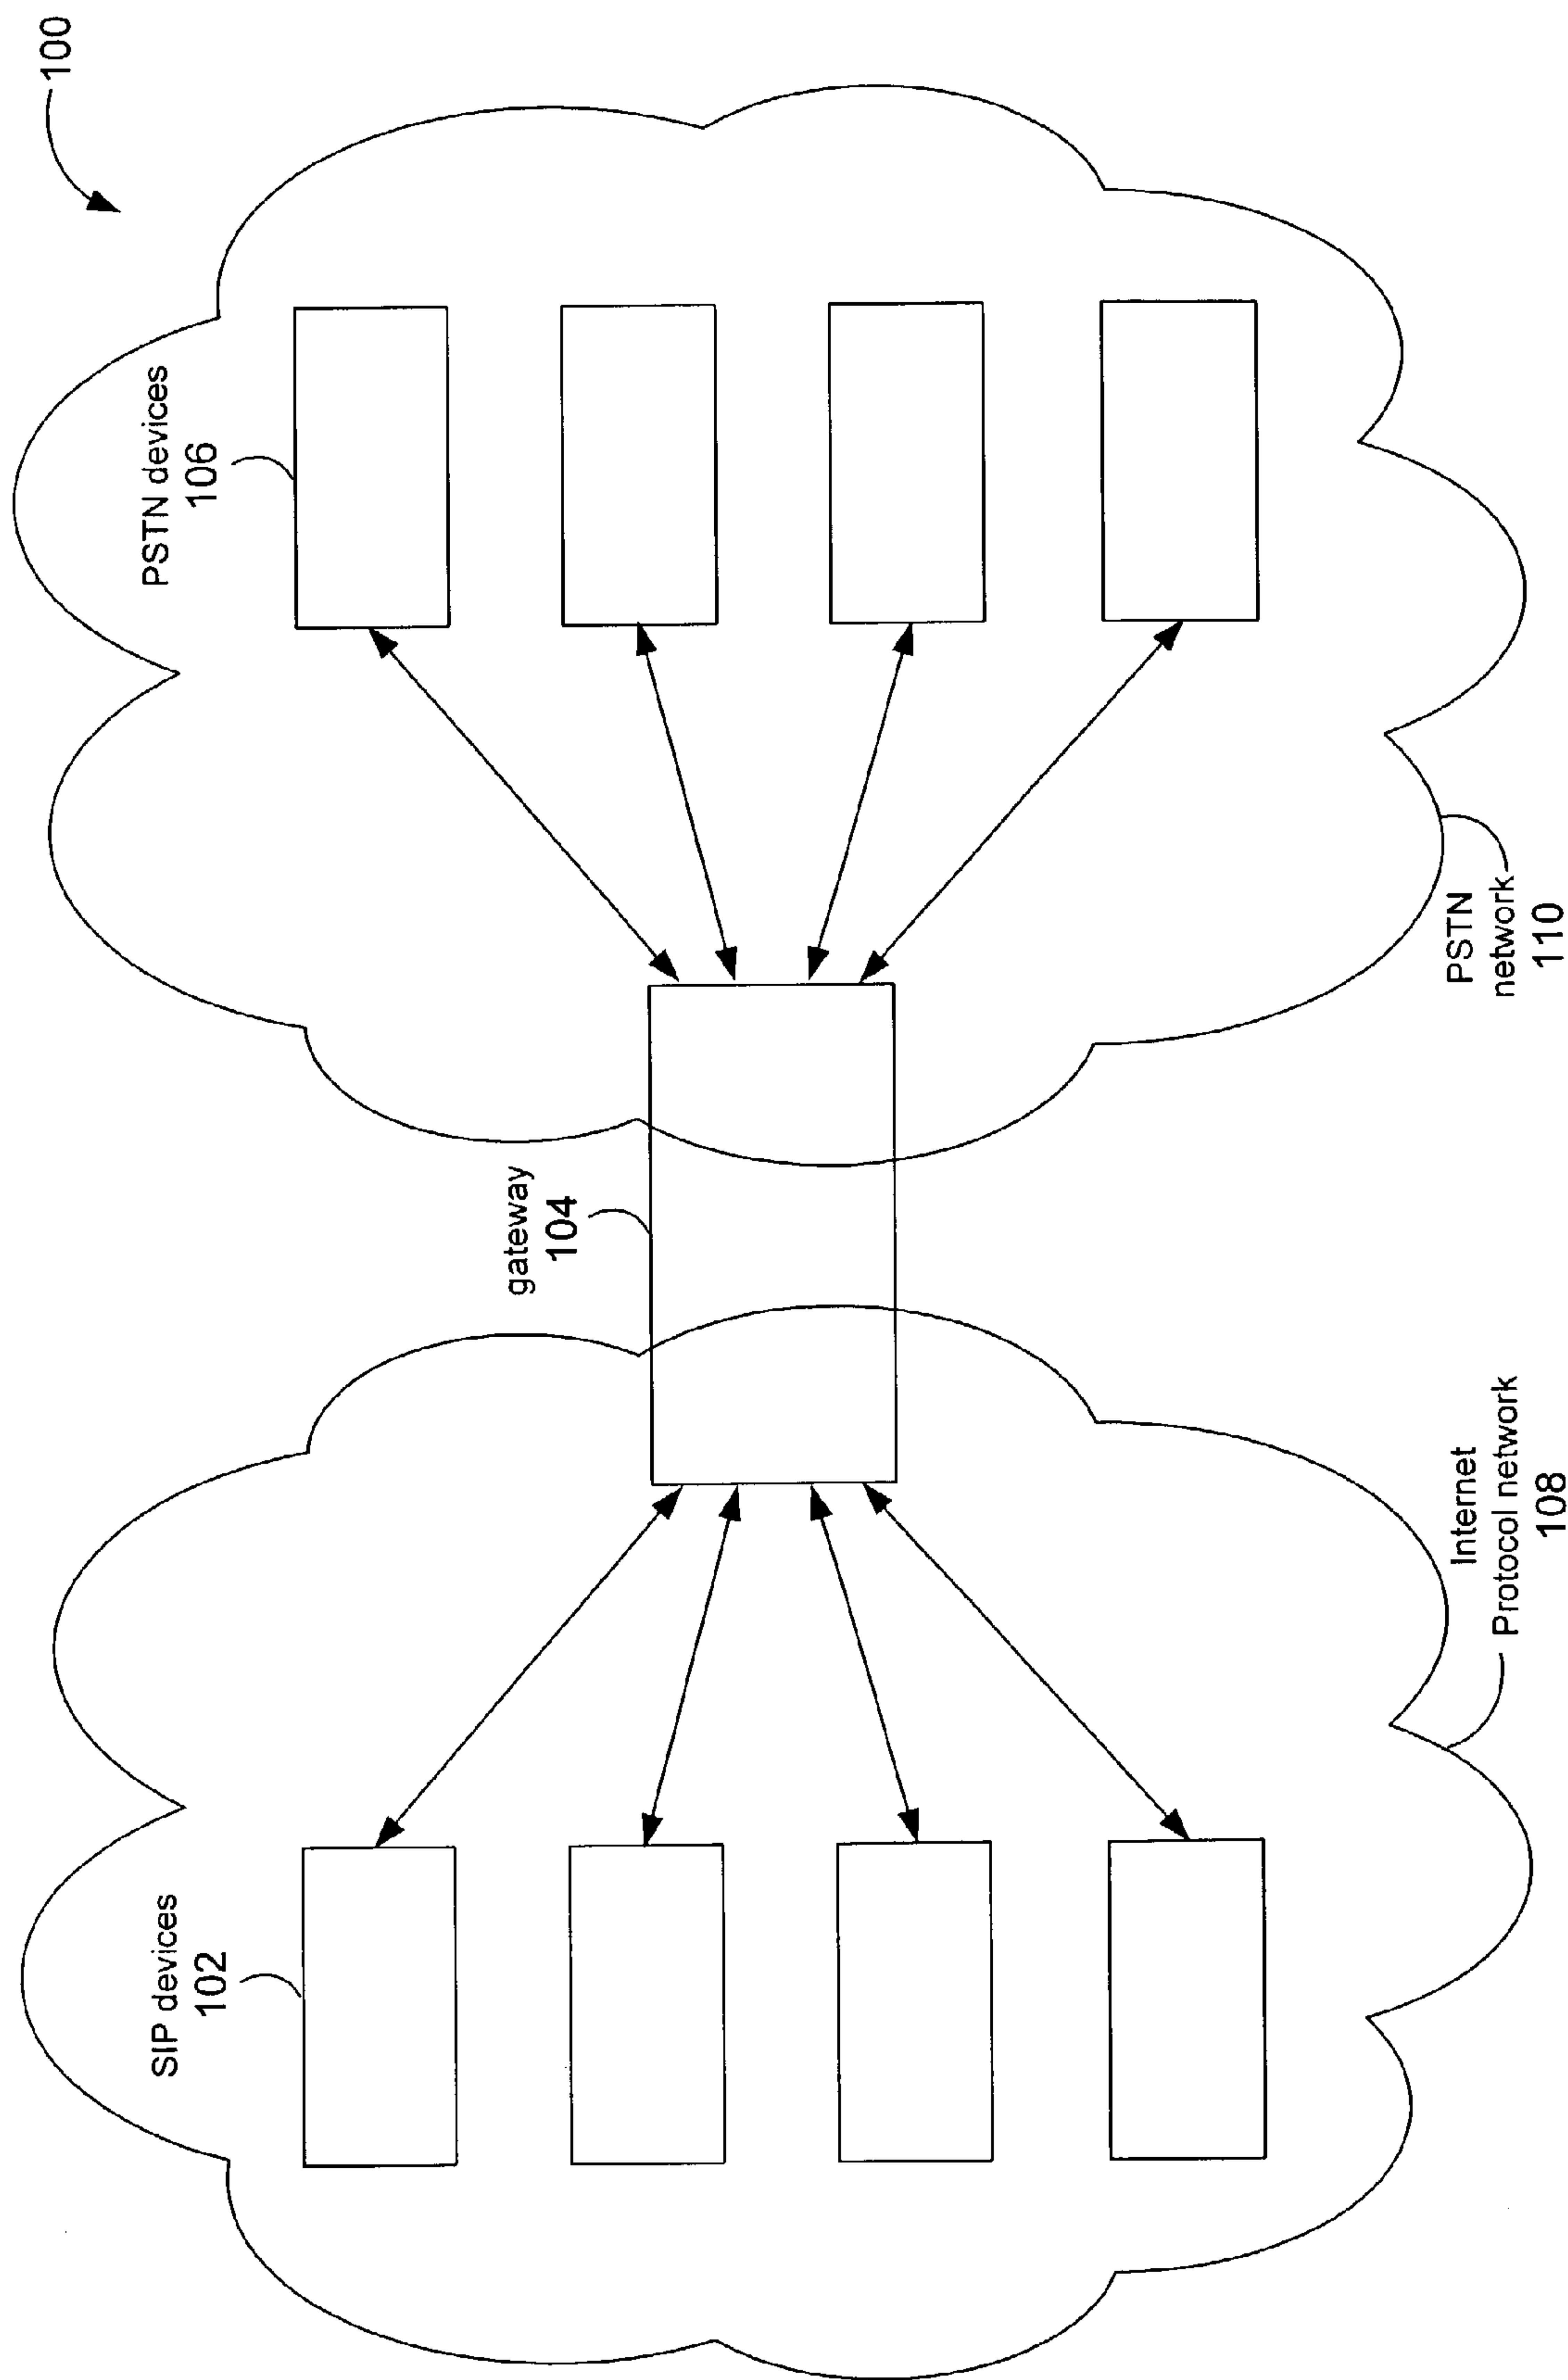 100
SIP devices
102
PSTN devices
106
gateway
104
Internet
Protocol network
108
PSTN
network
110